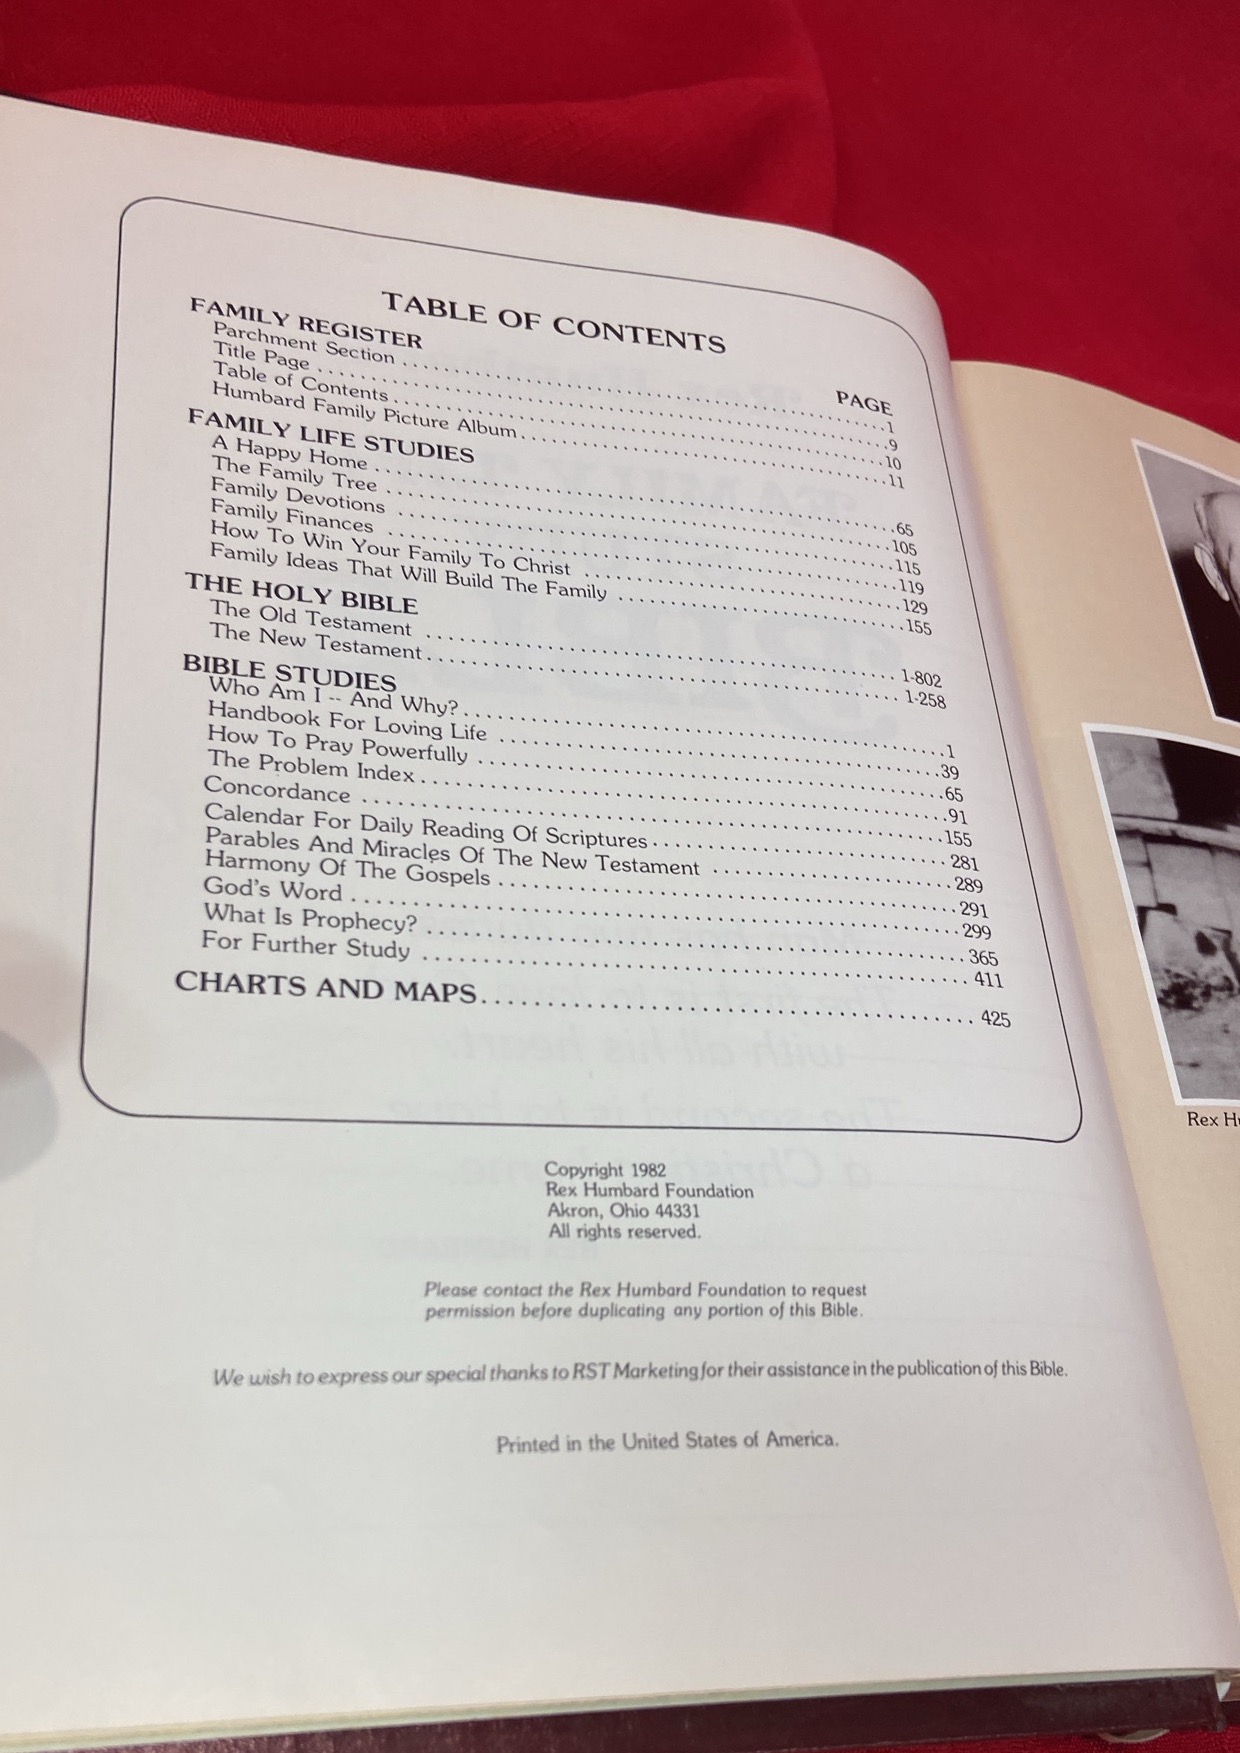 TABLE OF CONTENTS
PAGE
FAMILY REGISTER
Parchment Section . . . . . . . . . . 1
Title Page . . . . . . . . . . 9
Table of Contents . . . . . . . . . . 10
Humbard Family Picture Album . . . . . . . . . . 11
FAMILY LIFE STUDIES
A Happy Home . . . . . . . . . . 65
The Family Tree . . . . . . . . . . 105
Family Devotions . . . . . . . . . . 115
Family Finances . . . . . . . . . . 119
How To Win Your Family To Christ . . . . . . . . . . 129
Family Ideas That Will Build The Family . . . . . . . . . . 155
THE HOLY BIBLE
The Old Testament . . . . . . . . . . 1-802
The New Testament . . . . . . . . . . 1-258
BIBLE STUDIES
Who Am I -- And Why? . . . . . . . . . . 1
Handbook For Loving Life . . . . . . . . . . 39
How To Pray Powerfully . . . . . . . . . . 65
The Problem Index . . . . . . . . . . 91
Concordance . . . . . . . . . . 155
Calendar For Daily Reading Of Scriptures . . . . . . . . . . 281
Parables And Miracles Of The New Testament . . . . . . . . . . 289
Harmony Of The Gospels . . . . . . . . . . 291
God's Word . . . . . . . . . . 299
What Is Prophecy? . . . . . . . . . . 365
For Further Study . . . . . . . . . . 411
CHARTS AND MAPS . . . . . . . . . . 425
Copyright 1982
Rex Humbard Foundation
Akron, Ohio 44331
All rights reserved.
Please contact the Rex Humbard Foundation to request
permission before duplicating any portion of this Bible.
We wish to express our special thanks to RST Marketing for their assistance in the publication of this Bible.
Printed in the United States of America.
Rex